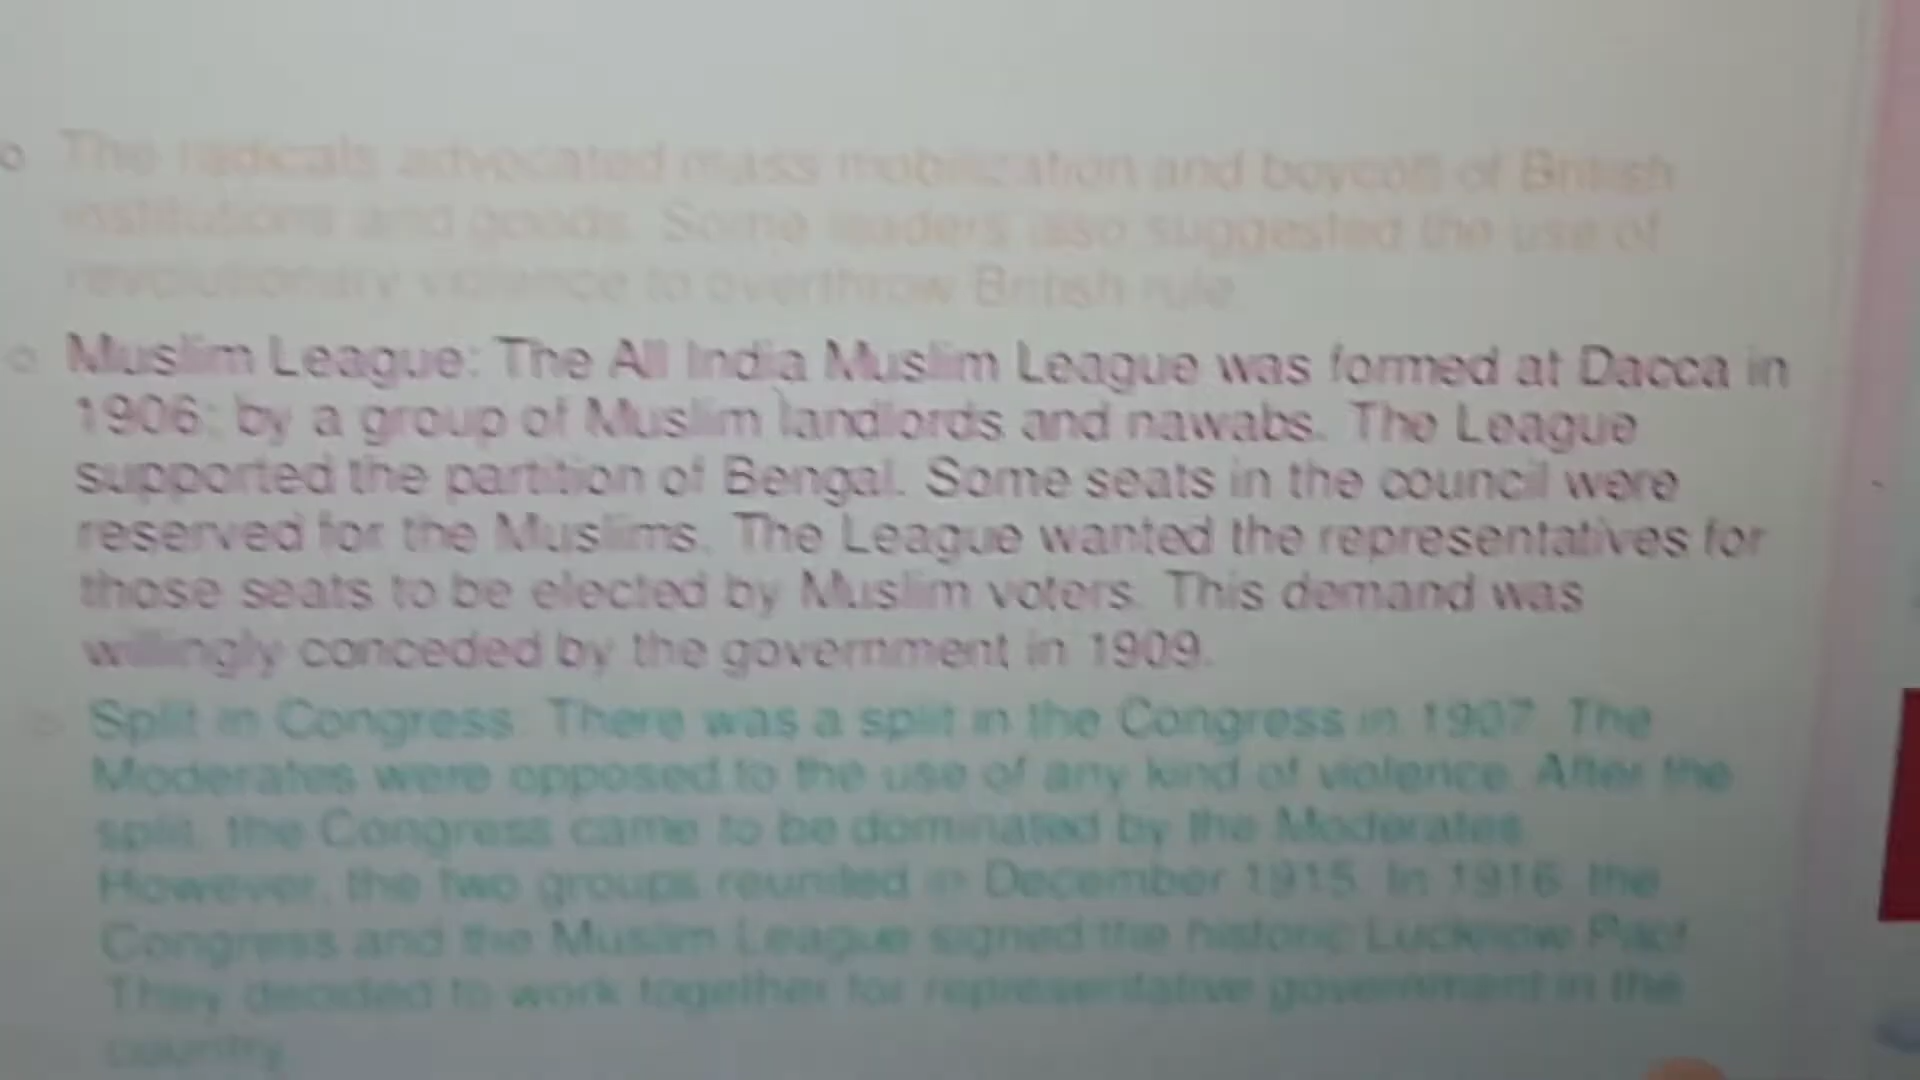 The radicals advocated mass mobilization and boycott of British
institutions and goods. Some leaders also suggested the use of
revolutionary violence to overthrow British rule.
Muslim League: The All India Muslim League was formed at Dacca in
1906; by a group of Muslim landlords and nawabs. The League
supported the partition of Bengal. Some seats in the council were
reserved for the Muslims. The League wanted the representatives for
those seats to be elected by Muslim voters. This demand was
willingly conceded by the government in 1909.
Split in Congress: There was a split in the Congress in 1907. The
Moderates were opposed to the use of any kind of violence. After the
split, the Congress came to be dominated by the Moderates.
However, the two groups reunited in December 1915. In 1916, the
Congress and the Muslim League signed the historic Lucknow Pact.
They decided to work together for representative government in the
country.